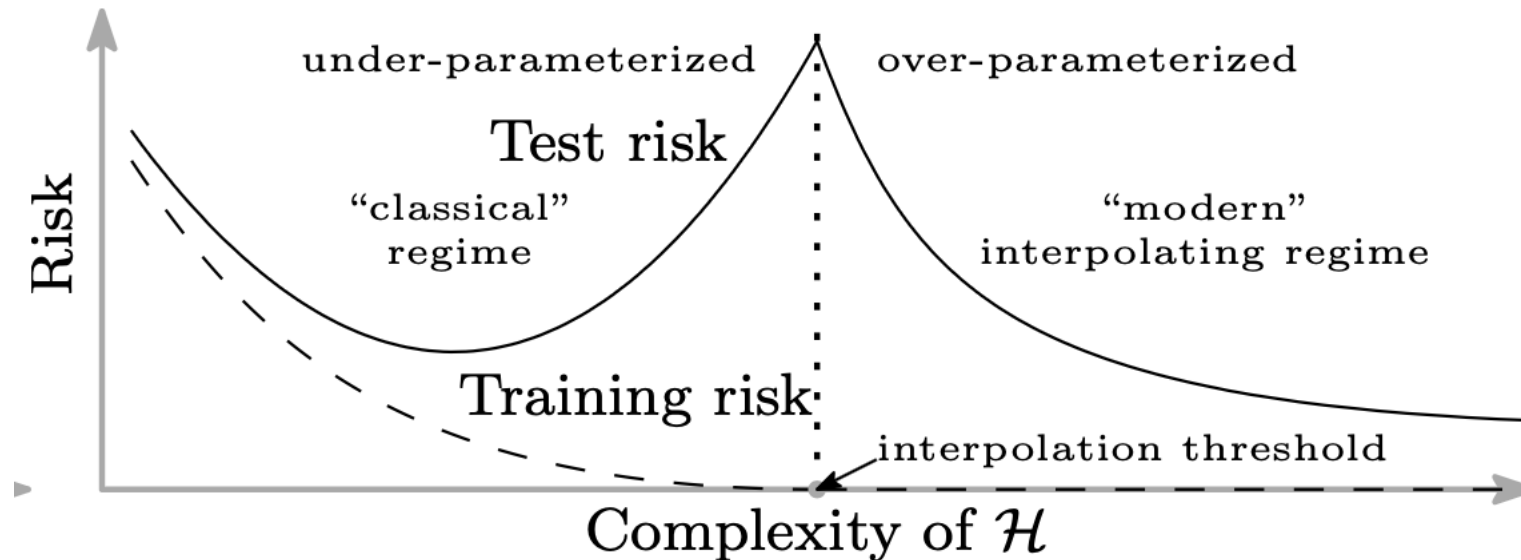 under-parameterized
over-parameterized
Test risk
“classical”
regime
“modern”
interpolating regime
Risk
Training risk
interpolation threshold
Complexity of ℋ